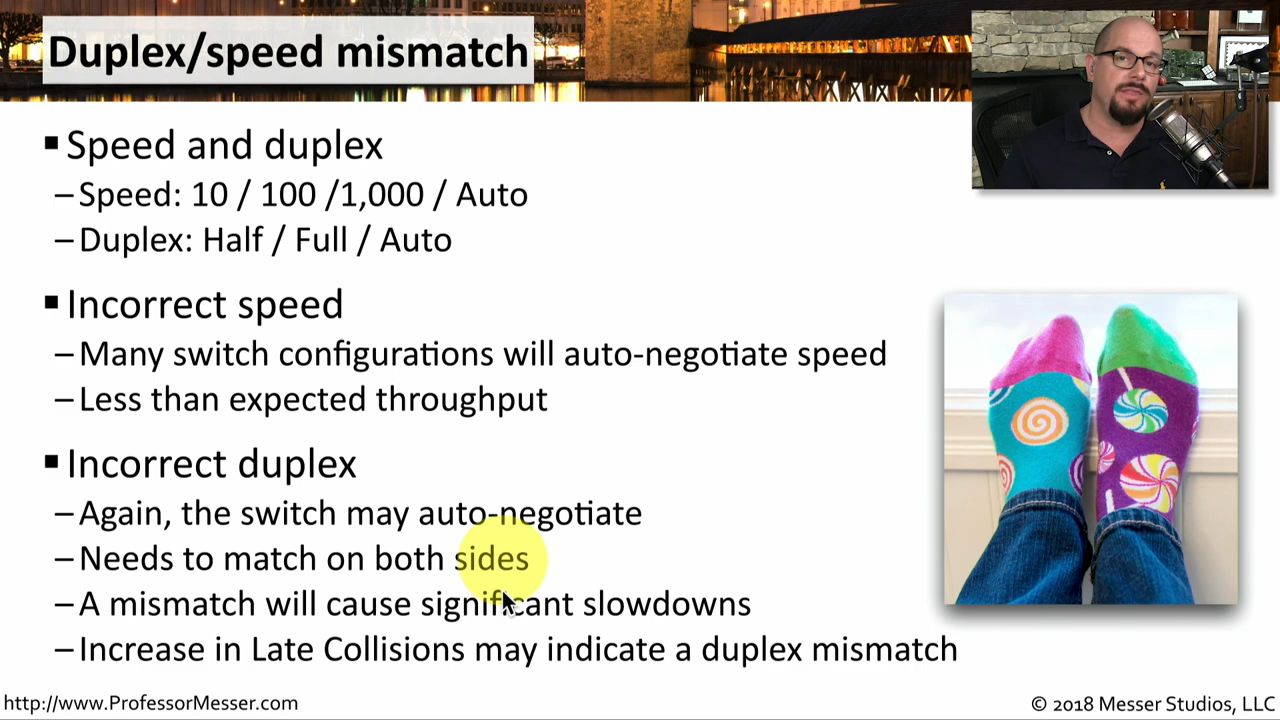 Duplex/speed mismatch
▪ Speed and duplex
– Speed: 10 / 100 /1,000 / Auto
– Duplex: Half / Full / Auto
▪ Incorrect speed
– Many switch configurations will auto-negotiate speed
– Less than expected throughput
▪ Incorrect duplex
– Again, the switch may auto-negotiate
– Needs to match on both sides
– A mismatch will cause significant slowdowns
– Increase in Late Collisions may indicate a duplex mismatch
http://www.ProfessorMesser.com
© 2018 Messer Studios, LLC